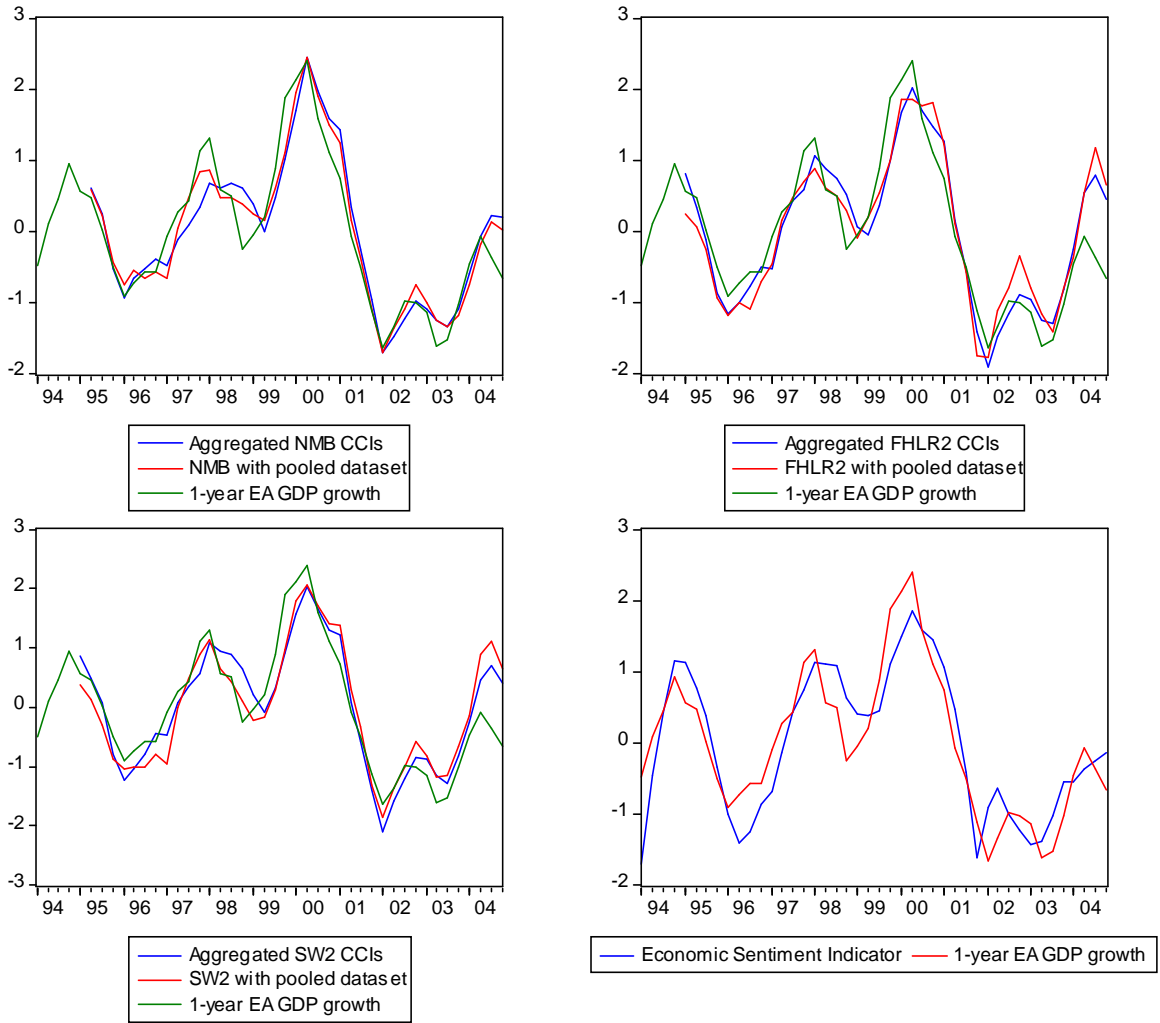 3
2
1
0
-1
-2
94 95 96 97 98 99 00 01 02 03 04
Aggregated NMB CCIs
NMB with pooled dataset
1-year EA GDP growth
3
2
1
0
-1
-2
94 95 96 97 98 99 00 01 02 03 04
Aggregated FHLR2 CCIs
FHLR2 with pooled dataset
1-year EA GDP growth
3
2
1
0
-1
-2
-3
94 95 96 97 98 99 00 01 02 03 04
Aggregated SW2 CCIs
SW2 with pooled dataset
1-year EA GDP growth
3
2
1
0
-1
-2
94 95 96 97 98 99 00 01 02 03 04
Economic Sentiment Indicator 1-year EA GDP growth